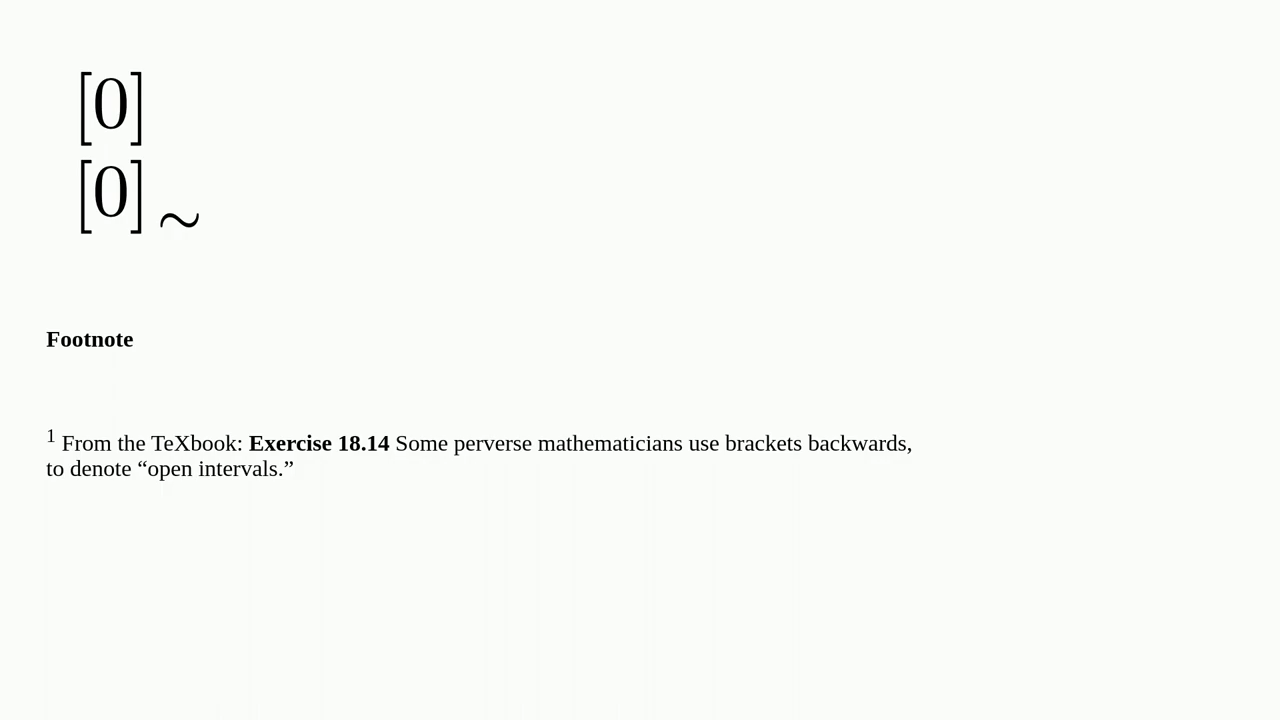 [0]
[0]~
Footnote
1 From the TeXbook: Exercise 18.14 Some perverse mathematicians use brackets backwards,
to denote “open intervals.”